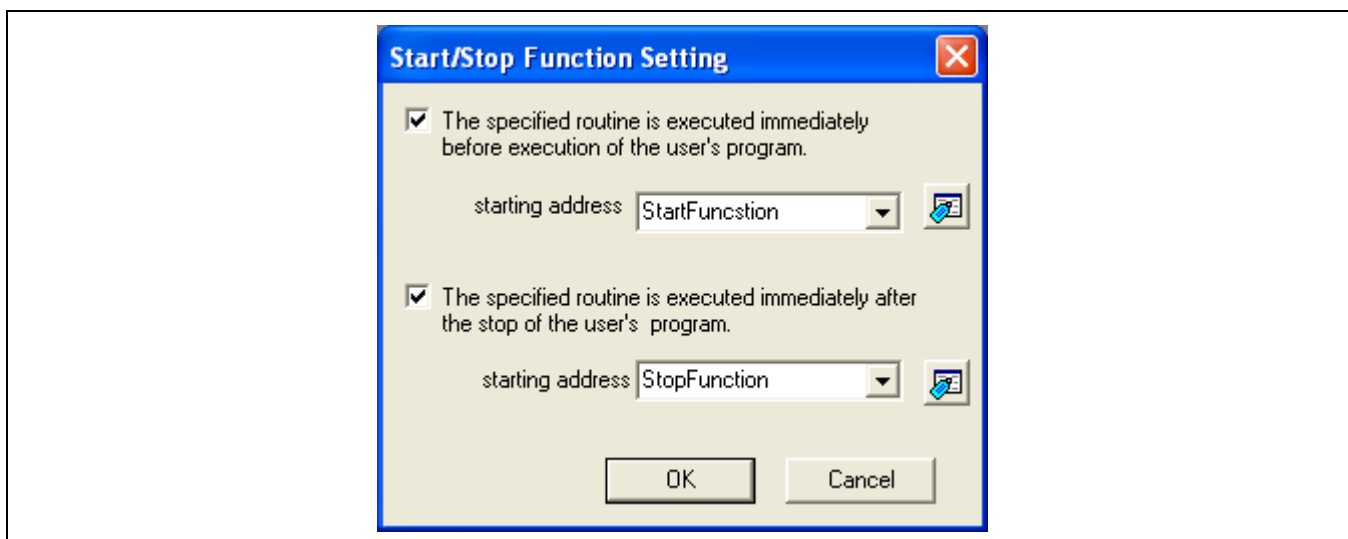 Start/Stop Function Setting
The specified routine is executed immediately
before execution of the user's program.
starting address StartFuncstion
The specified routine is executed immediately after
the stop of the user's  program.
starting address StopFunction
OK Cancel